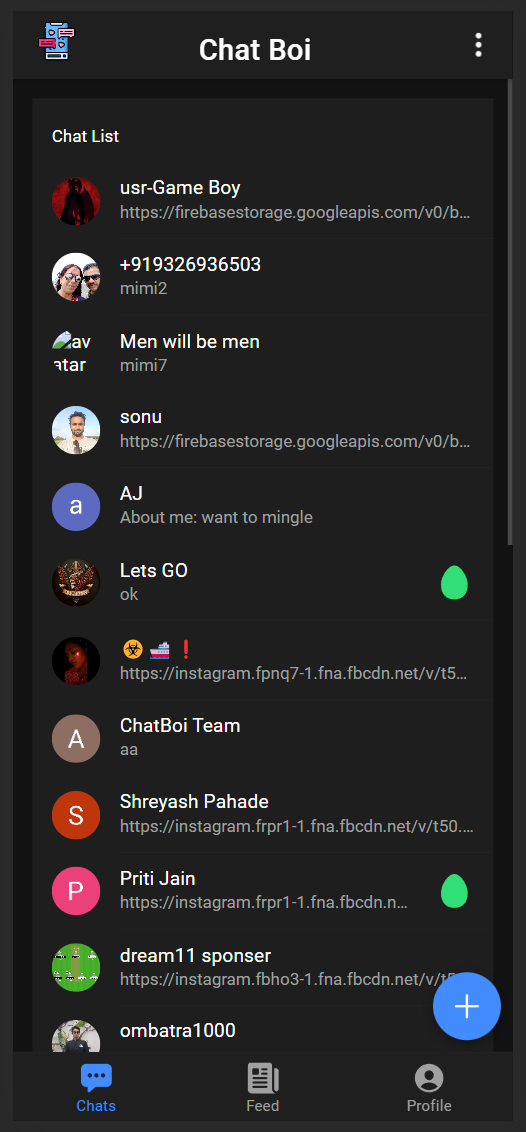 Chat Boi
Chat List
usr-Game Boy
https://firebasestorage.googleapis.com/v0/b...
+919326936503
mimi2
av
atar
Men will be men
mimi7
sonu
https://firebasestorage.googleapis.com/v0/b...
a
AJ
About me: want to mingle
Lets GO
ok
☣️🛳️❗
https://instagram.fpnq7-1.fna.fbcdn.net/v/t5...
A
ChatBoi Team
aa
S
Shreyash Pahade
https://instagram.frpr1-1.fna.fbcdn.net/v/t50....
P
Priti Jain
https://instagram.frpr1-1.fna.fbcdn.n...
dream11 sponser
https://instagram.fbho3-1.fna.fbcdn.net/v/t5...
ombatra1000
Chats
Feed
Profile